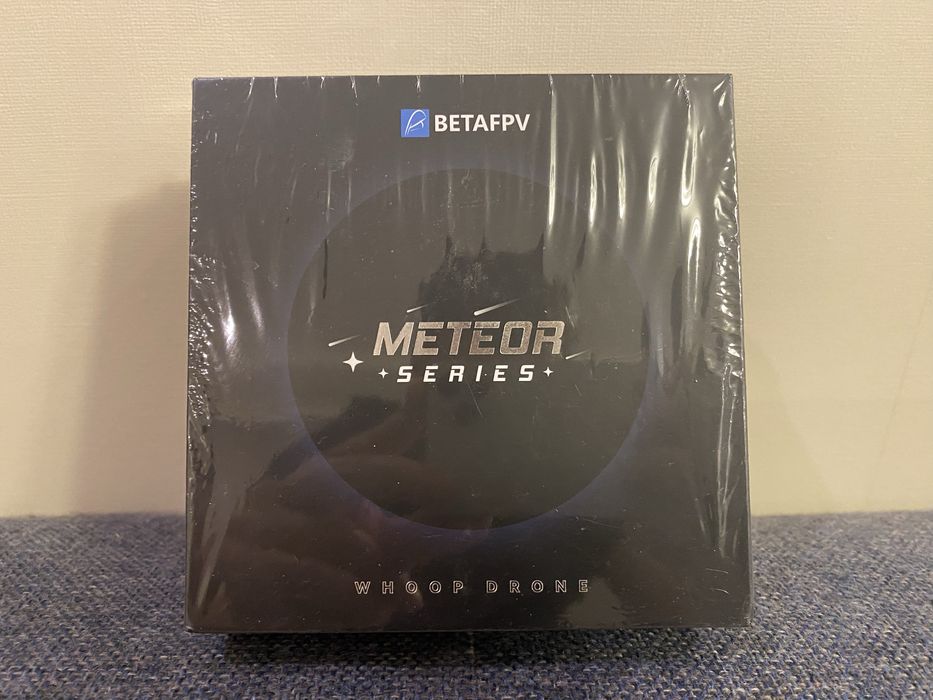 BETAFPV
METEOR
SERIES
WHOOP DRONE